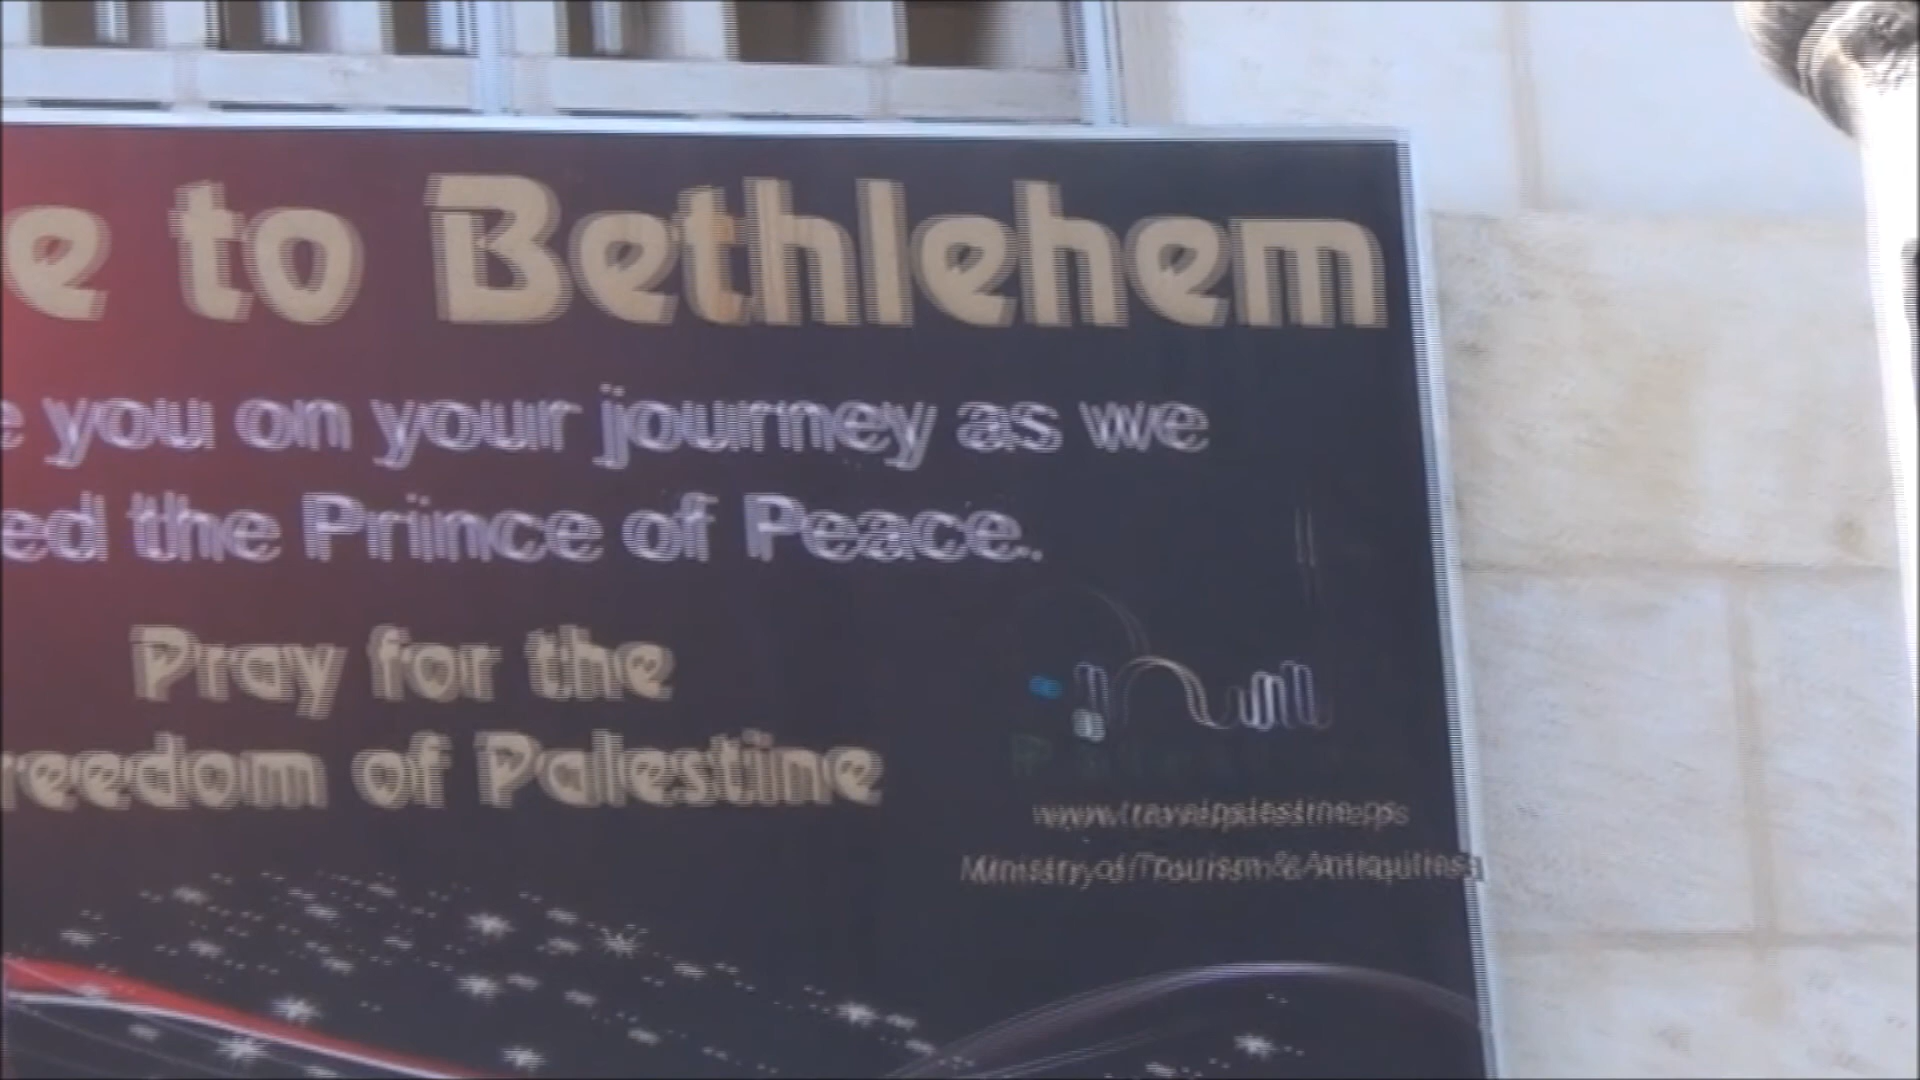 e to Bethlehem
e you on your journey as we
ed the Prince of Peace.
Pray for the
reedom of Palestine
www.travelpalestine.ps
Ministry of Tourism & Antiquities